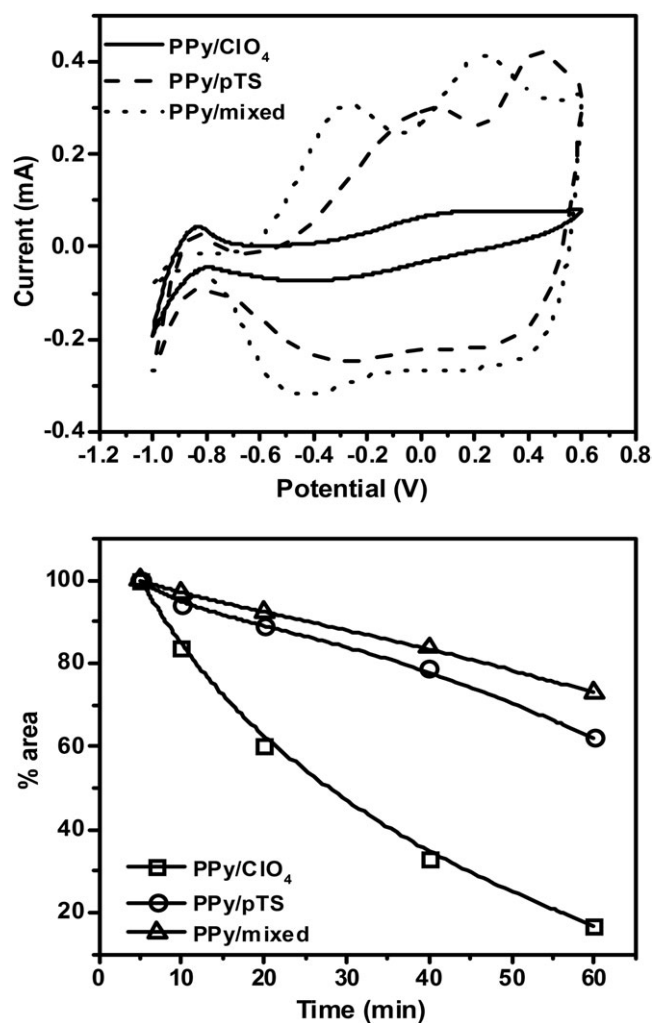 PPy/ClO₄
PPy/pTS
PPy/mixed
0.4
0.2
0.0
-0.2
-0.4
Current (mA)
-1.2 -1.0 -0.8 -0.6 -0.4 -0.2 0.0 0.2 0.4 0.6 0.8
Potential (V)
100
80
60
40
20
% area
PPy/ClO₄
PPy/pTS
PPy/mixed
0 10 20 30 40 50 60
Time (min)